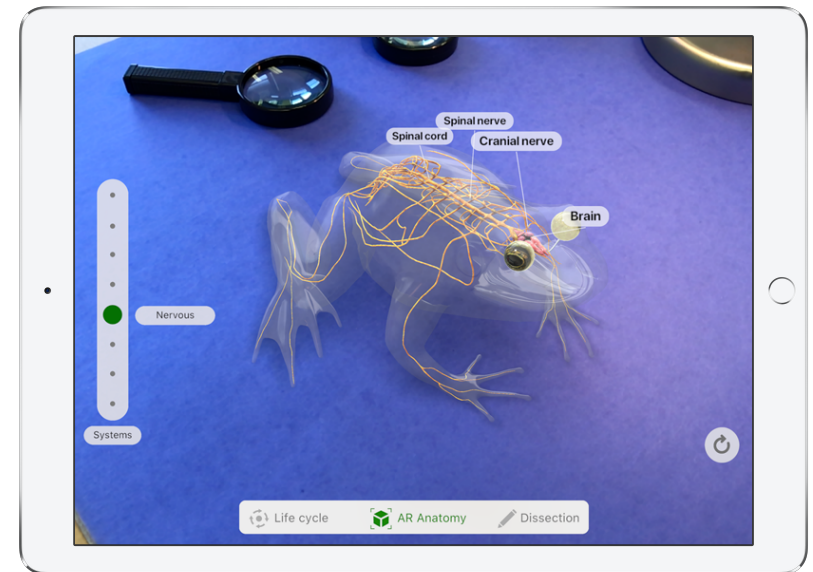 Spinal nerve
Spinal cord
Cranial nerve
Brain
Nervous
Systems
Life cycle
AR Anatomy
Dissection